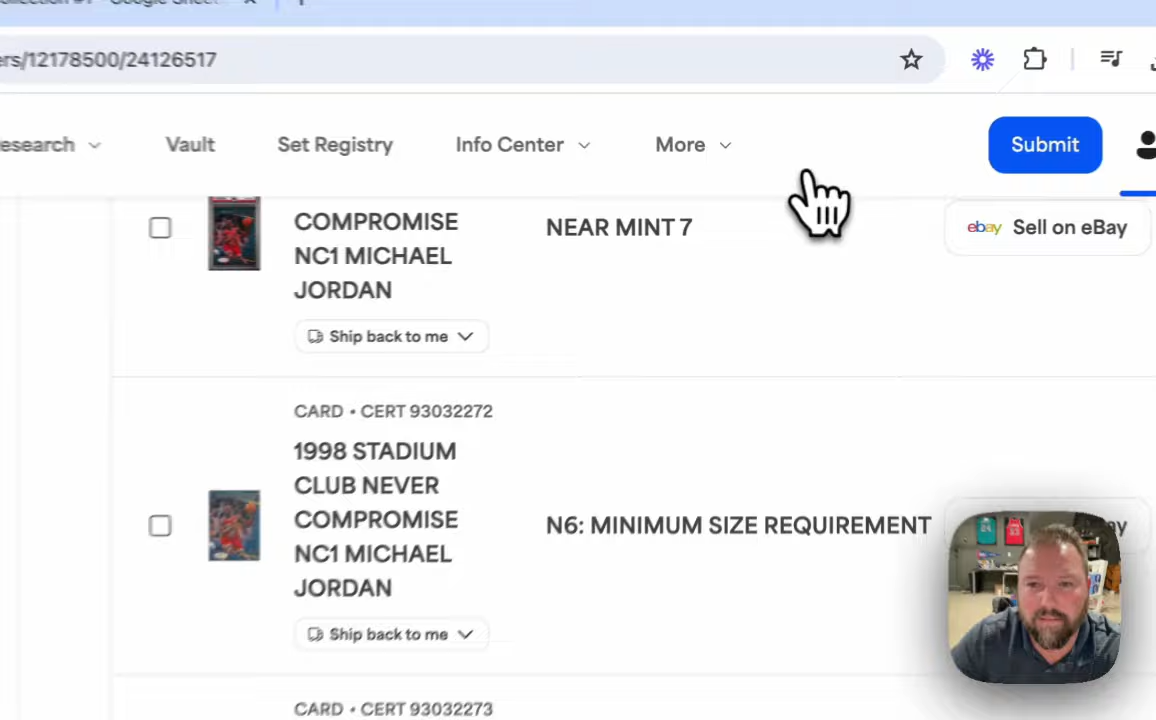 ers/12178500/24126517
esearch
Vault
Set Registry
Info Center
More
Submit
COMPROMISE
NC1 MICHAEL
JORDAN
Ship back to me
NEAR MINT 7
ebay Sell on eBay
CARD • CERT 93032272
1998 STADIUM
CLUB NEVER
COMPROMISE
NC1 MICHAEL
JORDAN
Ship back to me
N6: MINIMUM SIZE REQUIREMENT
CARD • CERT 93032273